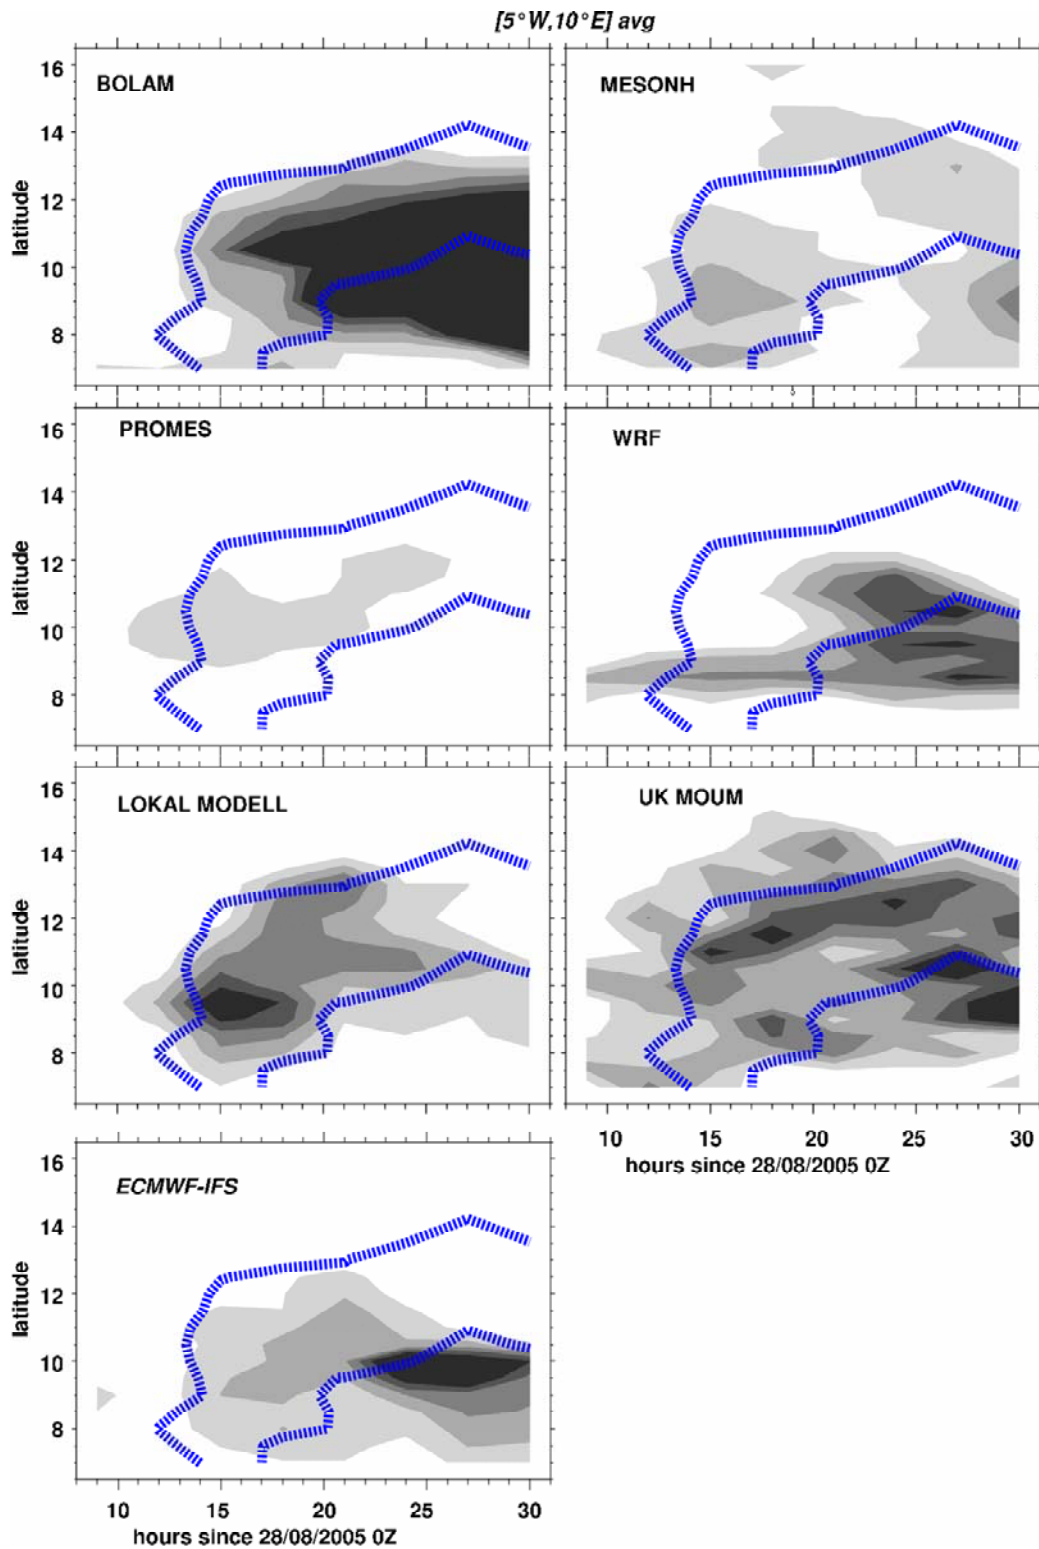 [5°W,10°E] avg
BOLAM
MESONH
16
14
12
10
8
latitude
PROMES
WRF
16
14
12
10
8
latitude
LOKAL MODELL
UK MOUM
16
14
12
10
8
latitude
10 15 20 25 30
hours since 28/08/2005 0Z
ECMWF-IFS
16
14
12
10
8
latitude
10 15 20 25 30
hours since 28/08/2005 0Z